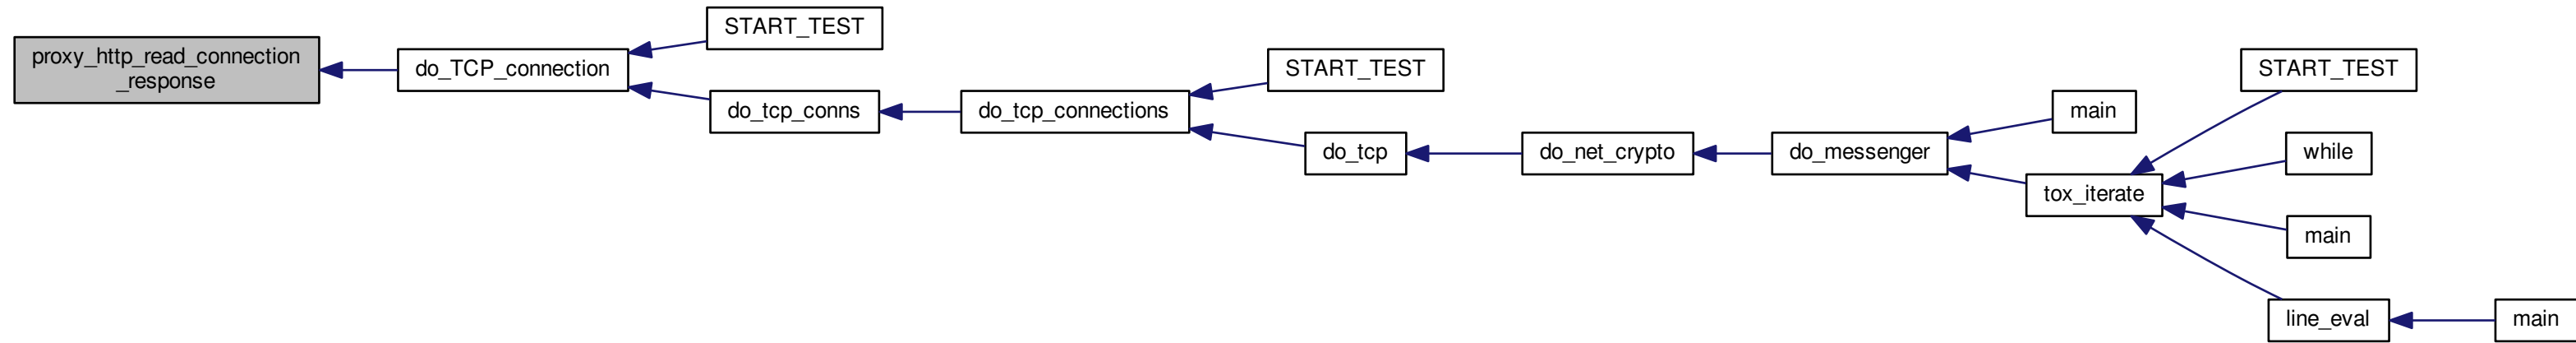 proxy_http_read_connection
_response
do_TCP_connection
START_TEST
do_tcp_conns
do_tcp_connections
START_TEST
do_tcp
do_net_crypto
do_messenger
main
tox_iterate
START_TEST
while
main
line_eval
main